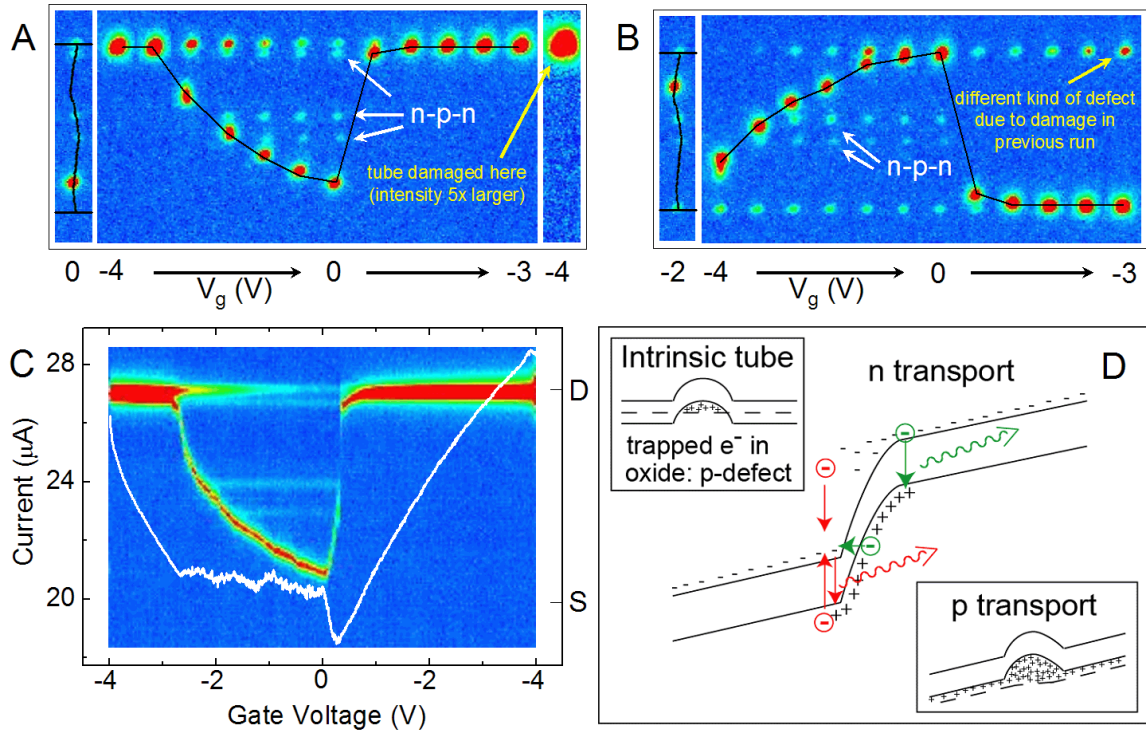 A
n-p-n
tube damaged here
(intensity 5x larger)
0 -4 0 -3 -4
Vg (V)
B
different kind of defect
due to damage in
previous run
n-p-n
-2 -4 0 -3
Vg (V)
C
28
24
20
Current (µA)
D
S
-4 -2 0 -2 -4
Gate Voltage (V)
D
Intrinsic tube
trapped e⁻ in
oxide: p-defect
n transport
p transport